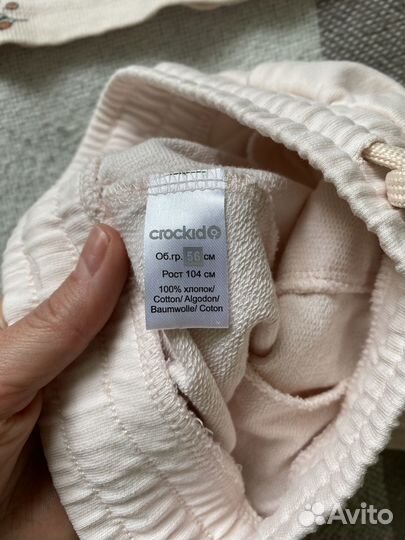 crockid
Об.гр. 56 см
Рост 104 см
100% хлопок/
Cotton/ Algodon/
Baumwolle/ Coton
Avito